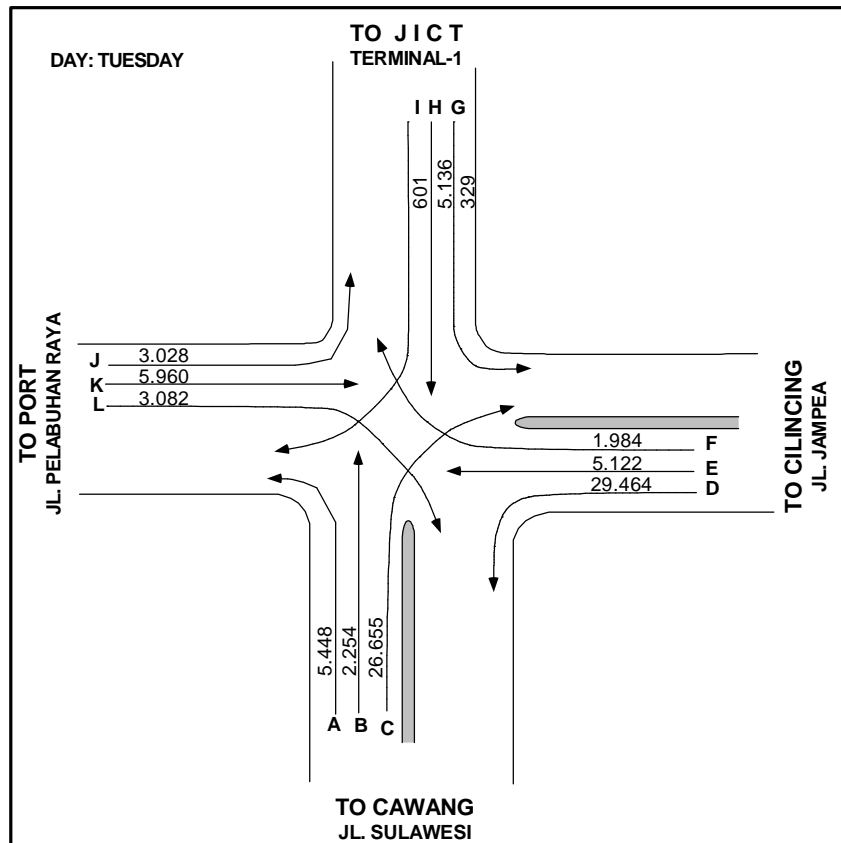 TO J I C T
TERMINAL-1
DAY: TUESDAY
I H G
601
5.136
329
TO PORT
JL. PELABUHAN RAYA
J 3.028
K 5.960
L 3.082
1.984 F
5.122 E
29.464 D
TO CILINCING
JL. JAMPEA
5.448
2.254
26.655
A B C
TO CAWANG
JL. SULAWESI